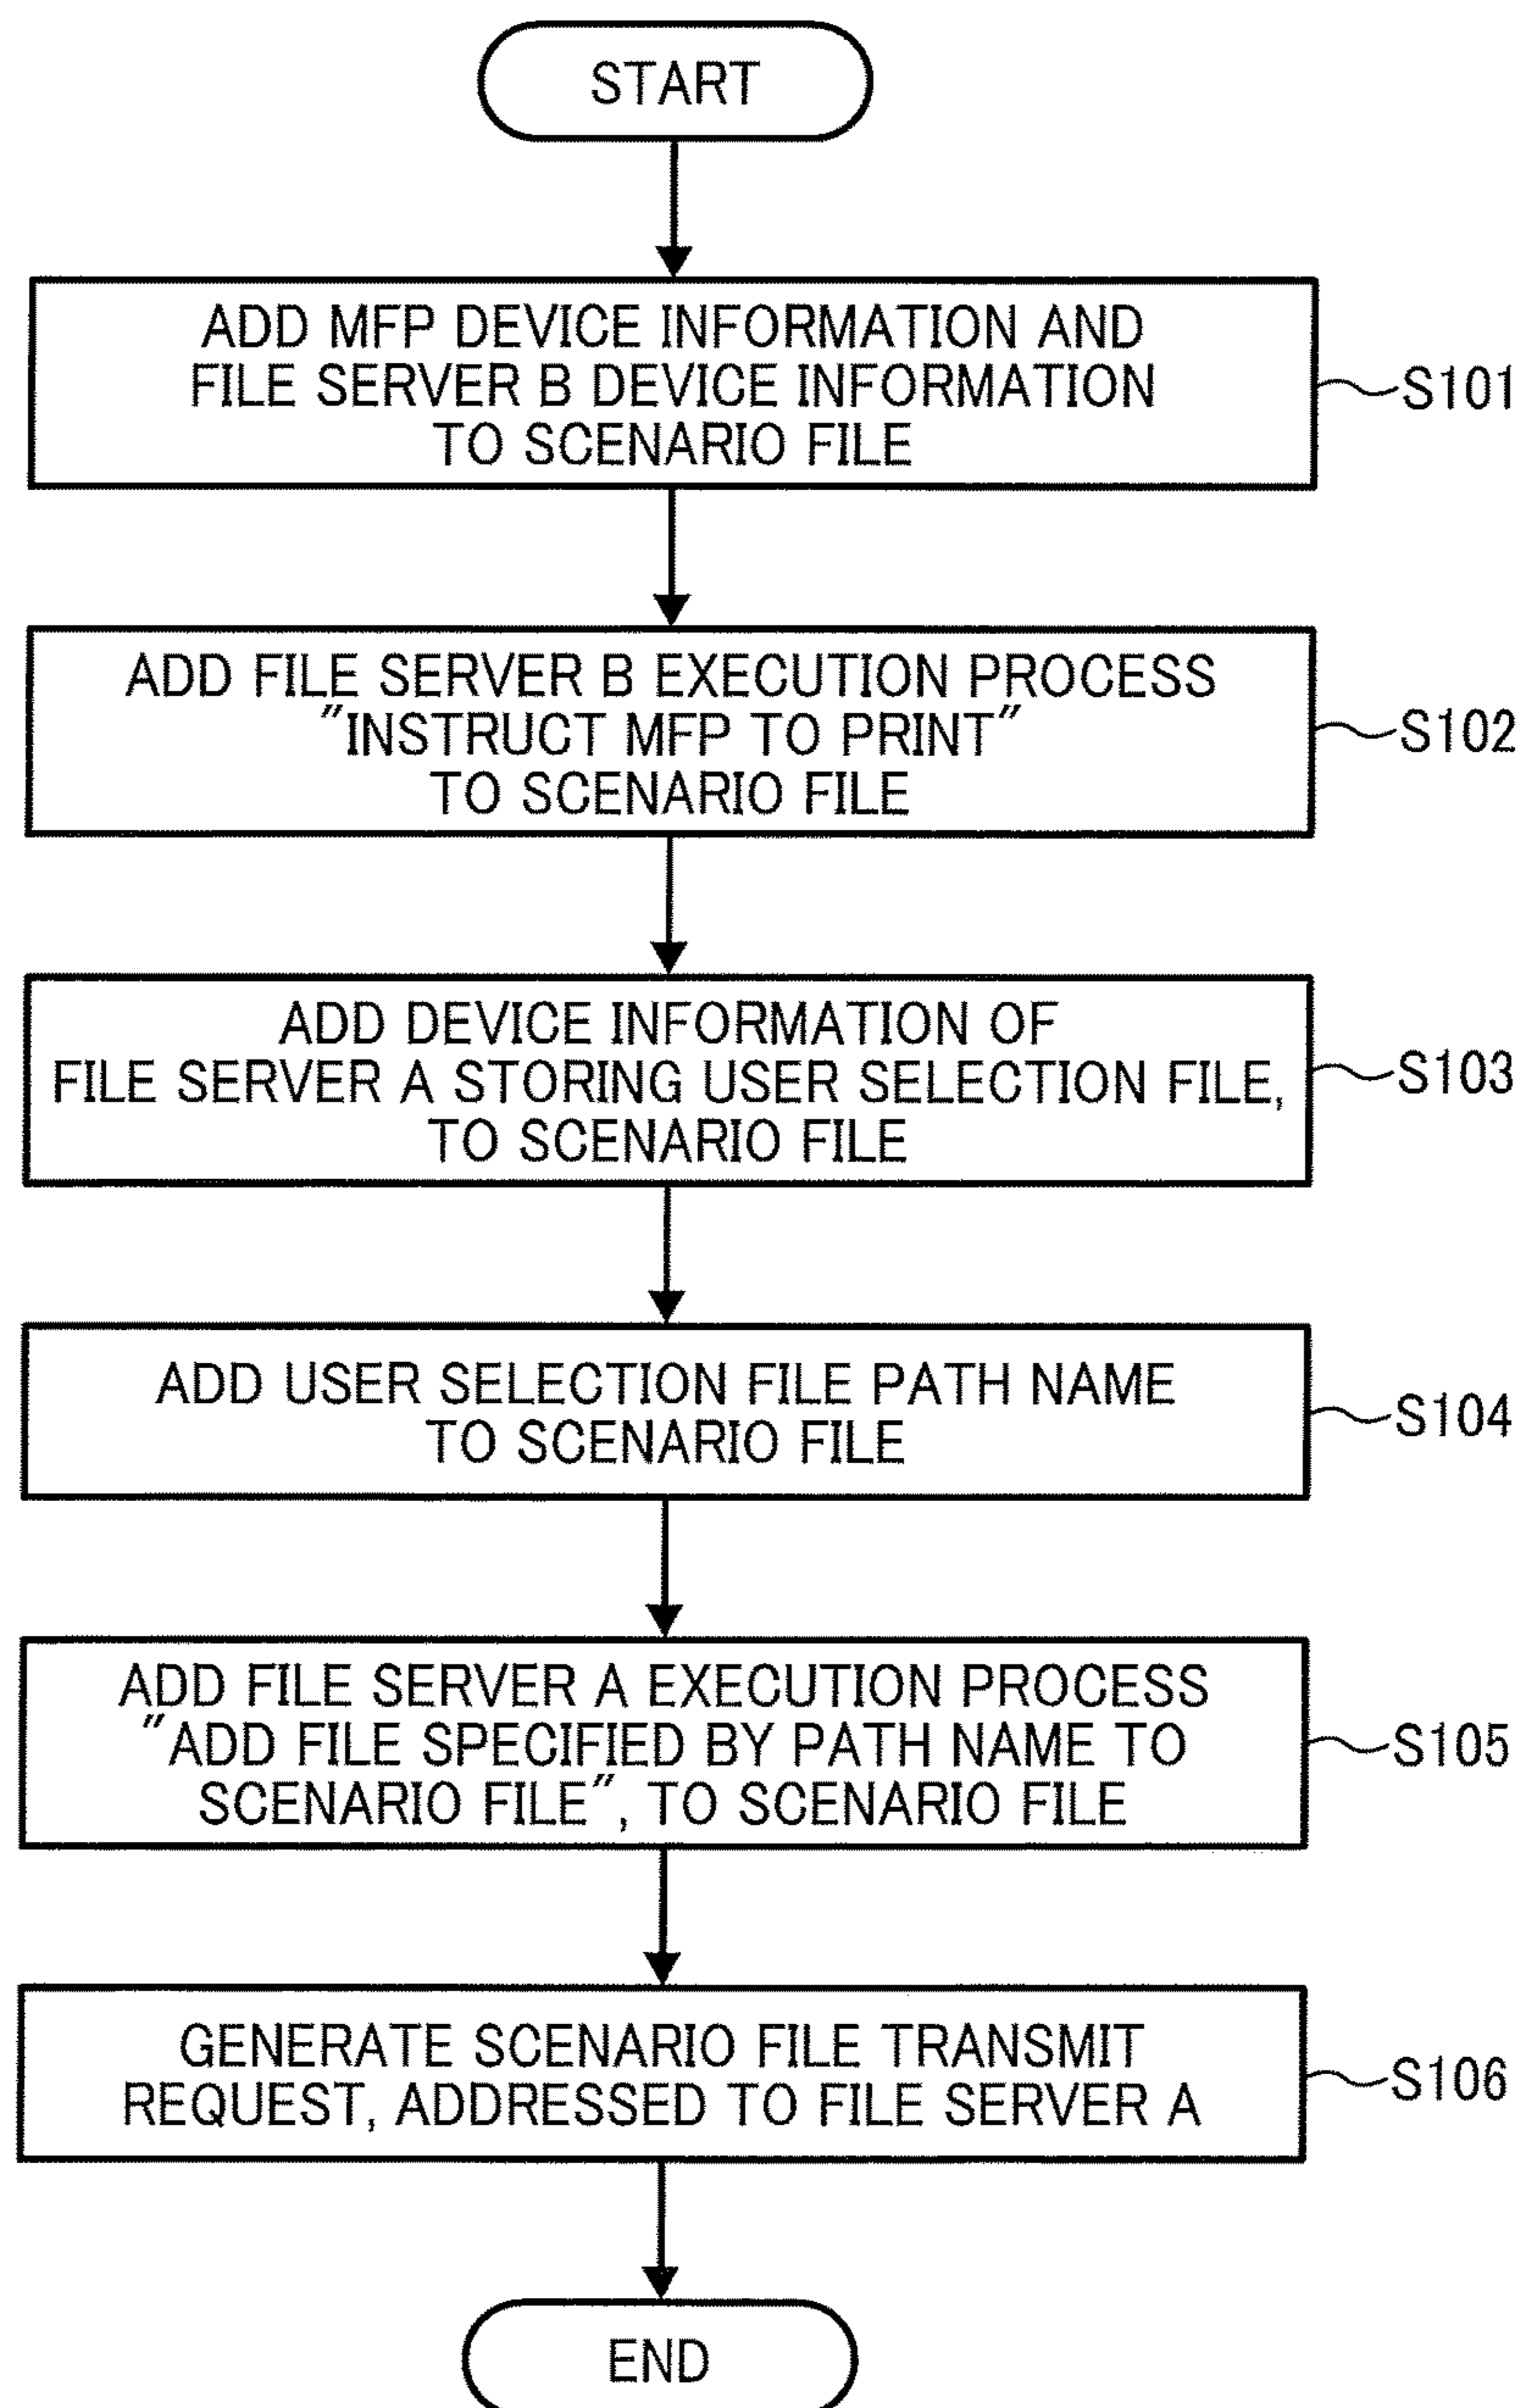 START
ADD MFP DEVICE INFORMATION AND
FILE SERVER B DEVICE INFORMATION
TO SCENARIO FILE
S101
ADD FILE SERVER B EXECUTION PROCESS
"INSTRUCT MFP TO PRINT"
TO SCENARIO FILE
S102
ADD DEVICE INFORMATION OF
FILE SERVER A STORING USER SELECTION FILE,
TO SCENARIO FILE
S103
ADD USER SELECTION FILE PATH NAME
TO SCENARIO FILE
S104
ADD FILE SERVER A EXECUTION PROCESS
"ADD FILE SPECIFIED BY PATH NAME TO
SCENARIO FILE", TO SCENARIO FILE
S105
GENERATE SCENARIO FILE TRANSMIT
REQUEST, ADDRESSED TO FILE SERVER A
S106
END